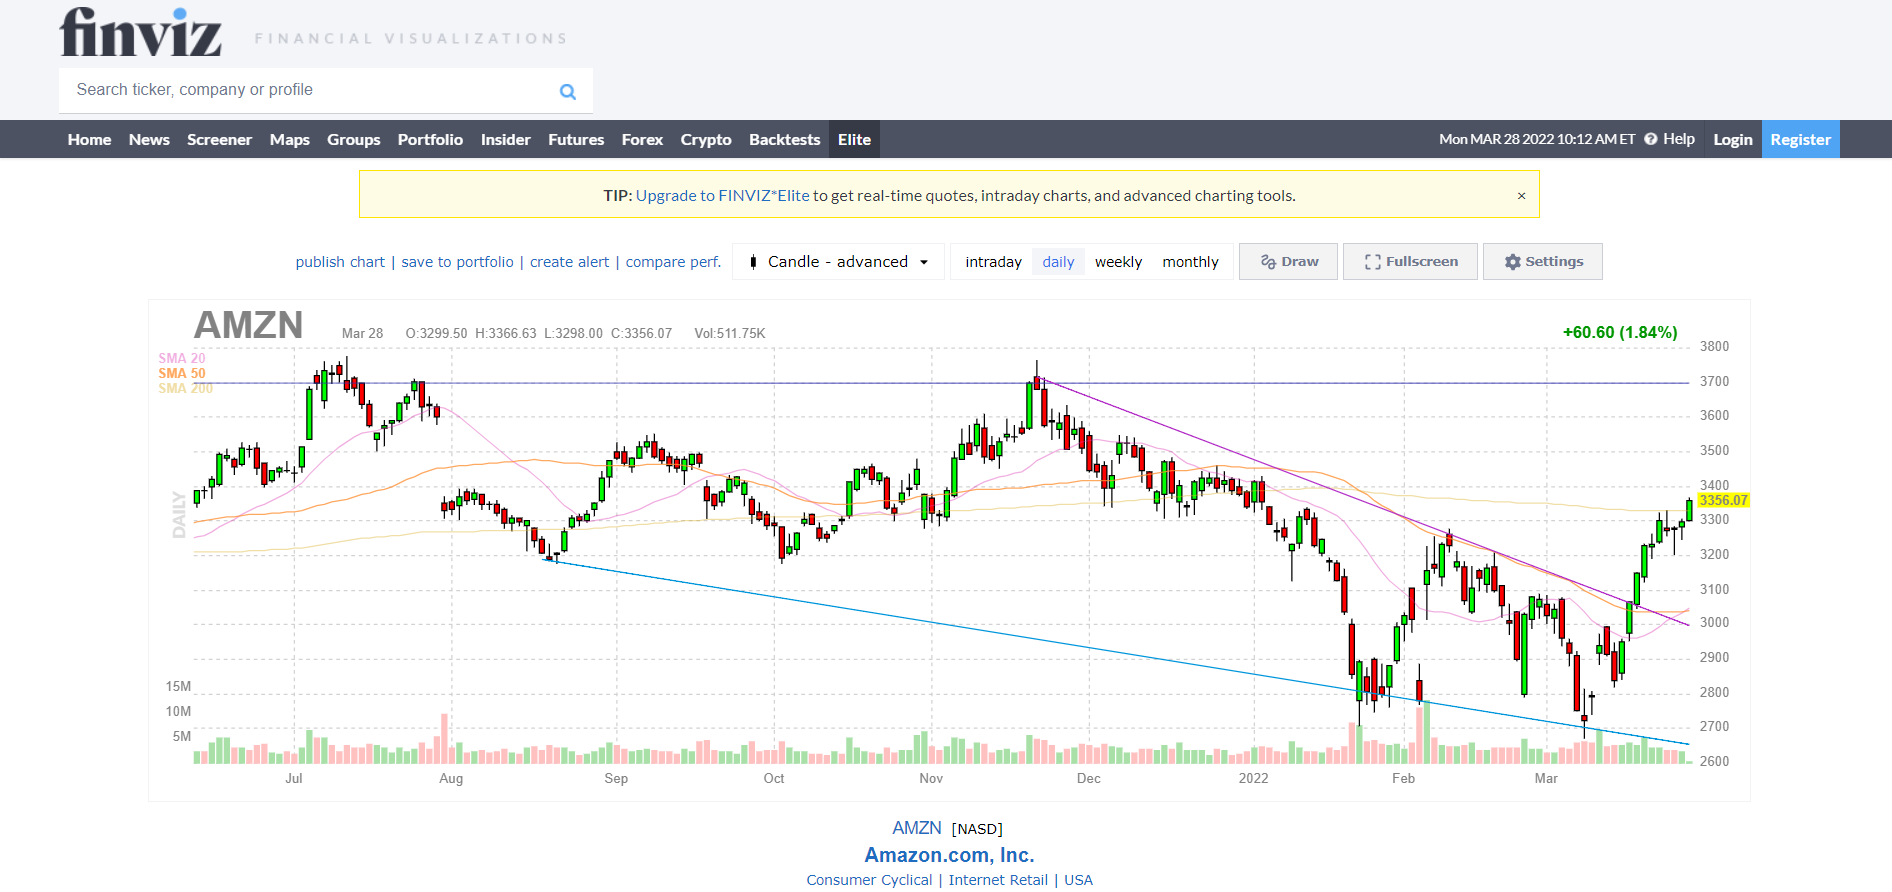 finviz FINANCIAL VISUALIZATIONS
Search ticker, company or profile
Home News Screener Maps Groups Portfolio Insider Futures Forex Crypto Backtests Elite Mon MAR 28 2022 10:12 AM ET Help Login Register
TIP: Upgrade to FINVIZ*Elite to get real-time quotes, intraday charts, and advanced charting tools. ×
publish chart | save to portfolio | create alert | compare perf. Candle - advanced intraday daily weekly monthly Draw Fullscreen Settings
AMZN Mar 28 O:3299.50 H:3366.63 L:3298.00 C:3356.07 Vol:511.75K +60.60 (1.84%)
SMA 20
SMA 50
SMA 200
DAILY
3800
3700
3600
3500
3400
3356.07
3300
3200
3100
3000
2900
2800
2700
2600
15M
10M
5M
Jul Aug Sep Oct Nov Dec 2022 Feb Mar
AMZN [NASD]
Amazon.com, Inc.
Consumer Cyclical | Internet Retail | USA